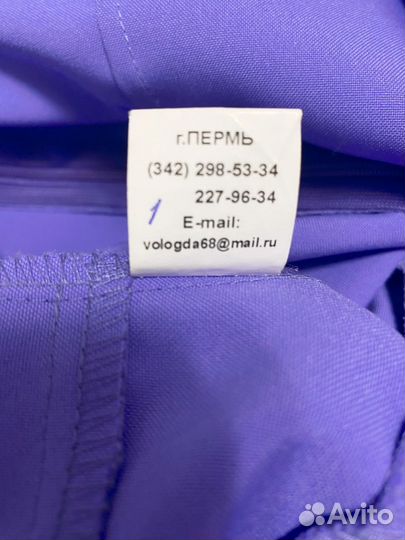 г.ПЕРМЬ
(342) 298-53-34
227-96-34
1
E-mail:
vologda68@mail.ru
Avito